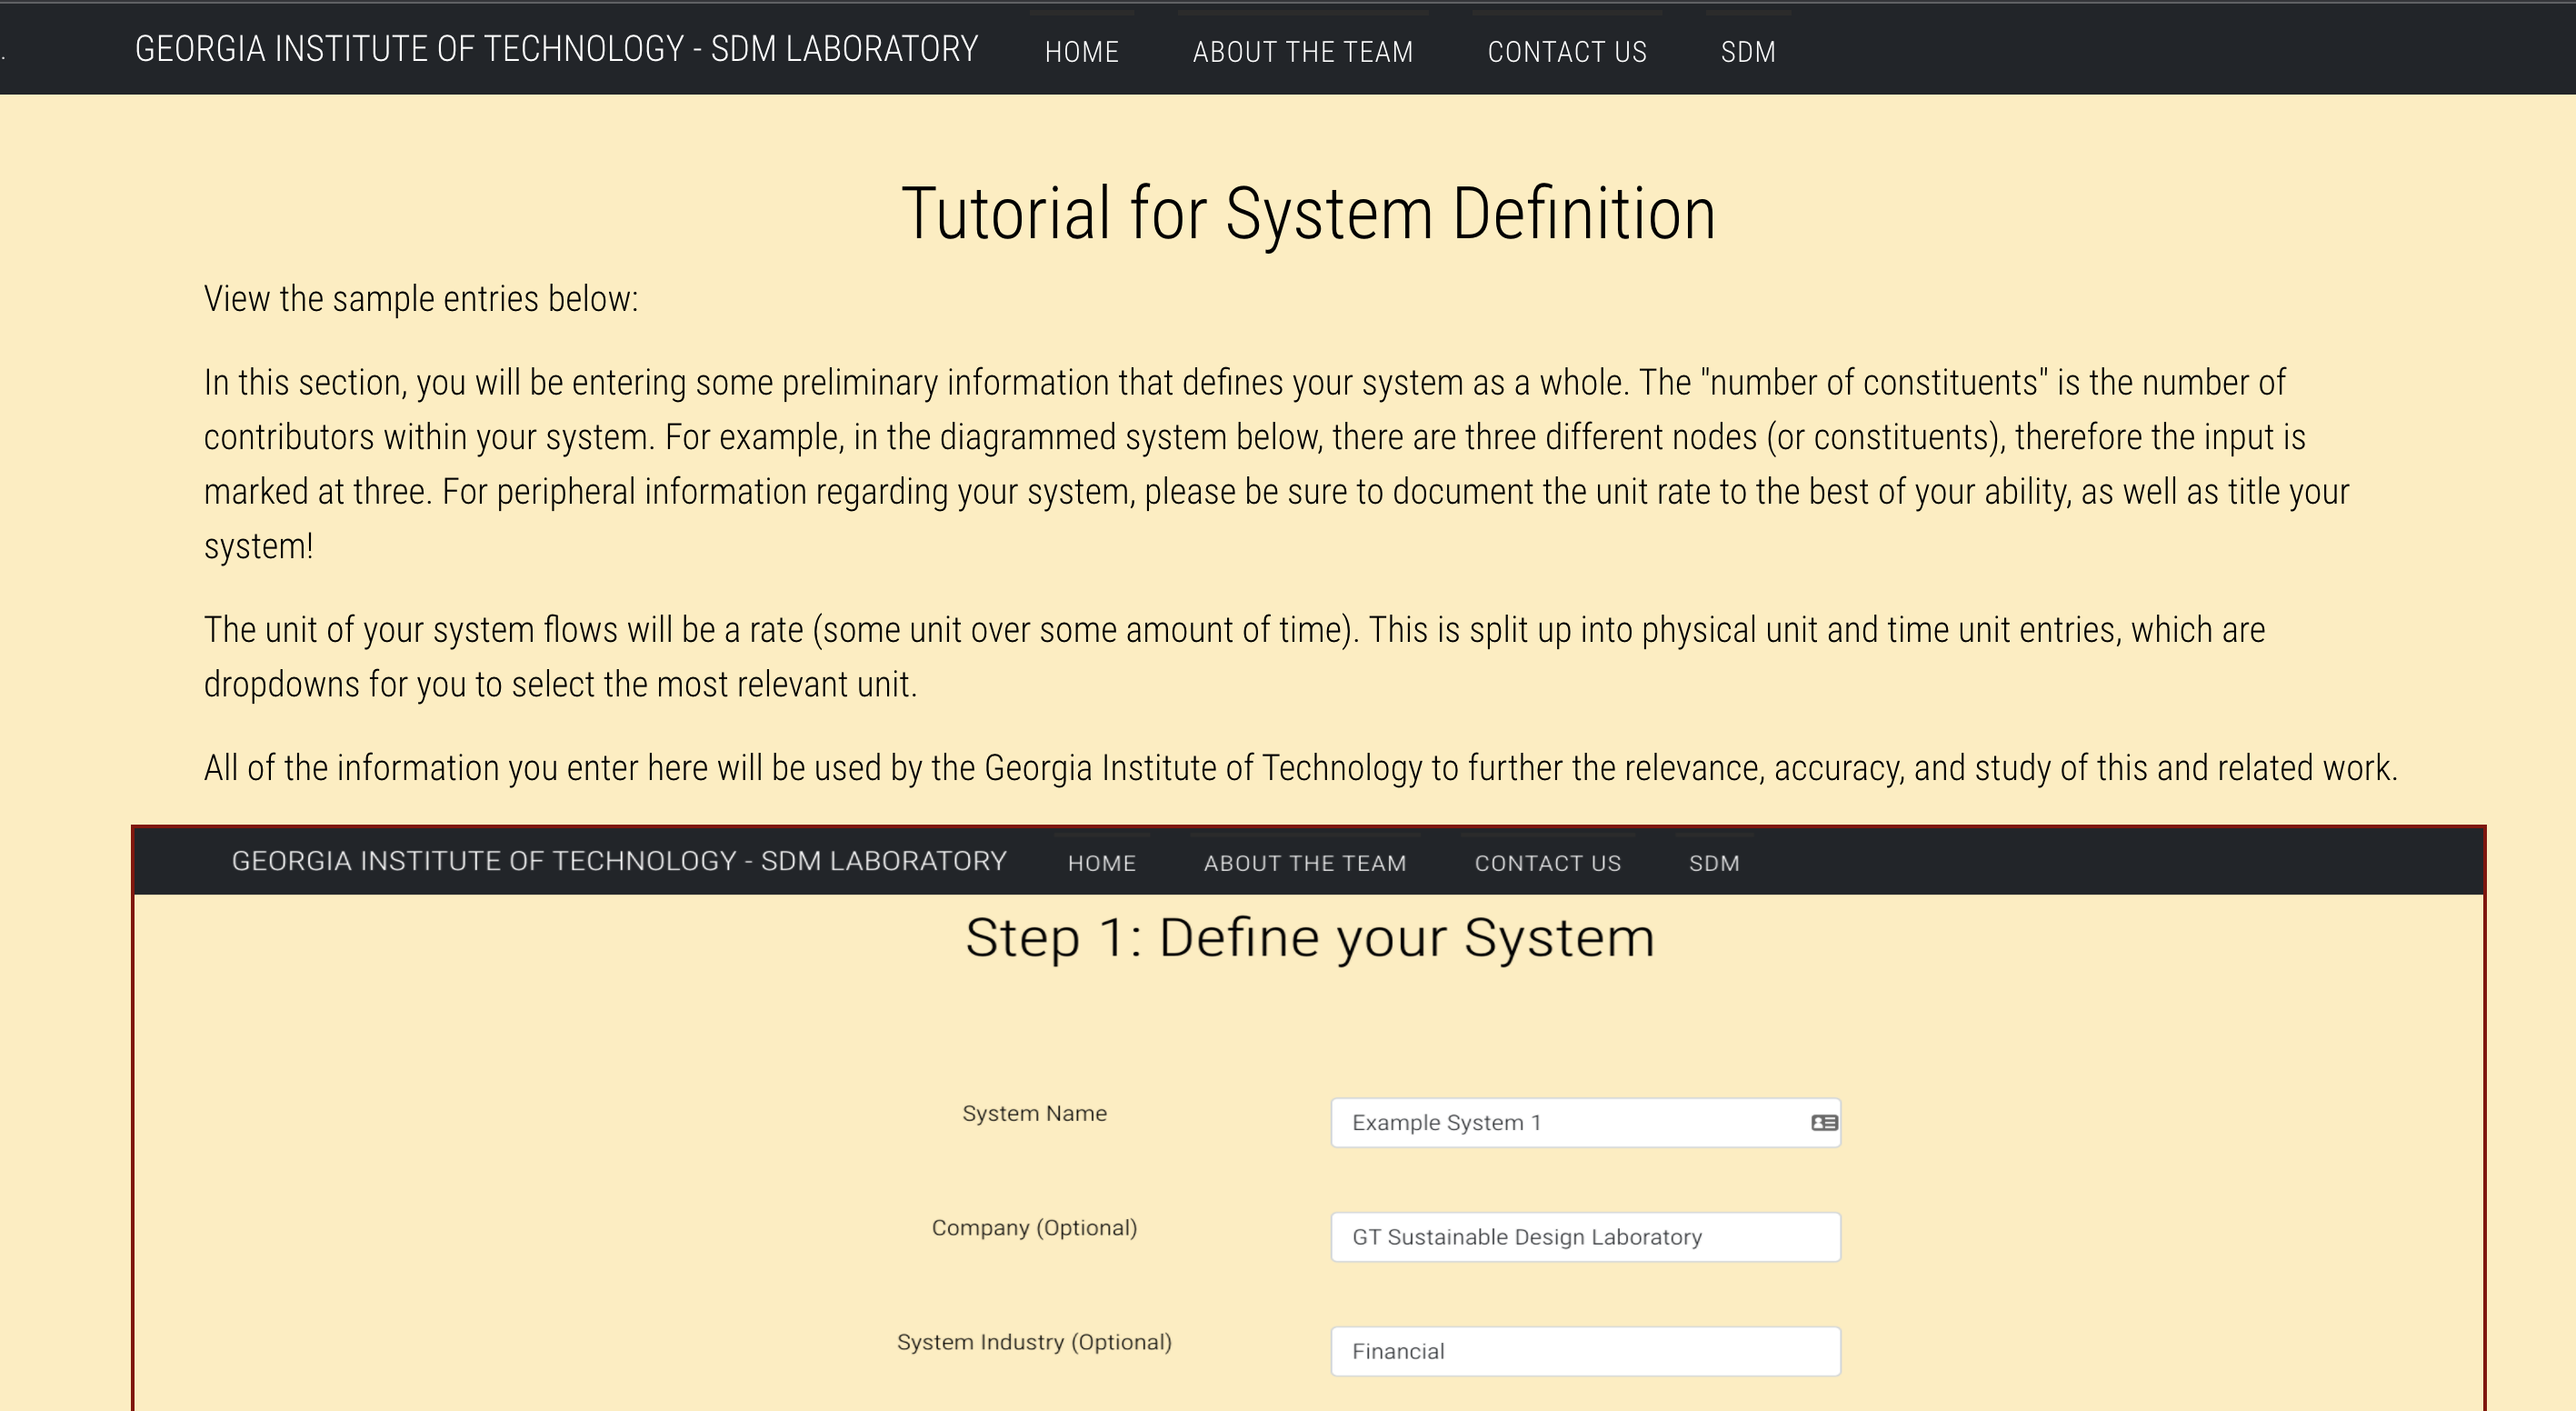 GEORGIA INSTITUTE OF TECHNOLOGY - SDM LABORATORY HOME ABOUT THE TEAM CONTACT US SDM
Tutorial for System Definition
View the sample entries below:
In this section, you will be entering some preliminary information that defines your system as a whole. The "number of constituents" is the number of
contributors within your system. For example, in the diagrammed system below, there are three different nodes (or constituents), therefore the input is
marked at three. For peripheral information regarding your system, please be sure to document the unit rate to the best of your ability, as well as title your
system!
The unit of your system flows will be a rate (some unit over some amount of time). This is split up into physical unit and time unit entries, which are
dropdowns for you to select the most relevant unit.
All of the information you enter here will be used by the Georgia Institute of Technology to further the relevance, accuracy, and study of this and related work.
GEORGIA INSTITUTE OF TECHNOLOGY - SDM LABORATORY HOME ABOUT THE TEAM CONTACT US SDM
Step 1: Define your System
System Name Example System 1
Company (Optional) GT Sustainable Design Laboratory
System Industry (Optional) Financial